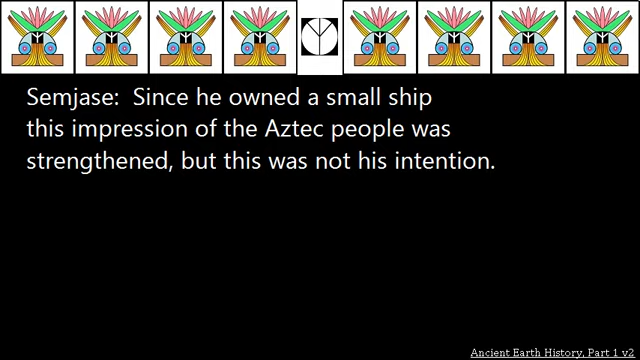 Semjase:  Since he owned a small ship
this impression of the Aztec people was
strengthened, but this was not his intention.
Ancient Earth History, Part 1 v2